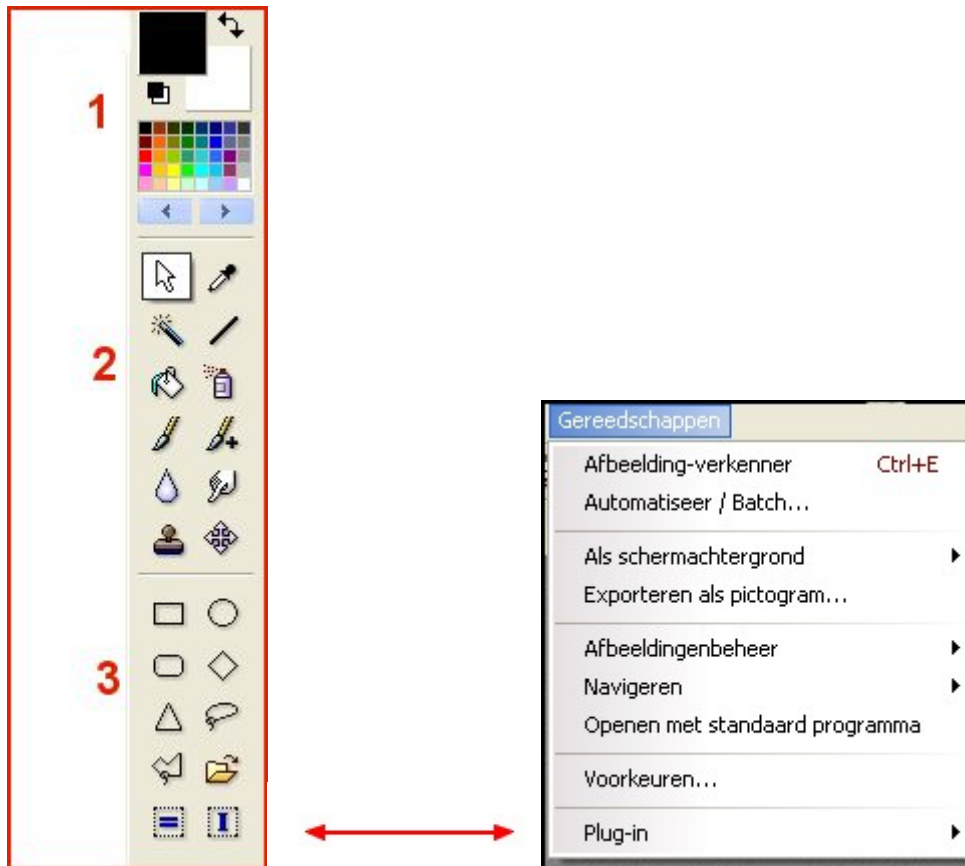 1
2
3
Gereedschappen
Afbeelding-verkenner Ctrl+E
Automatiseer / Batch...
Als schermachtergrond
Exporteren als pictogram...
Afbeeldingenbeheer
Navigeren
Openen met standaard programma
Voorkeuren...
Plug-in